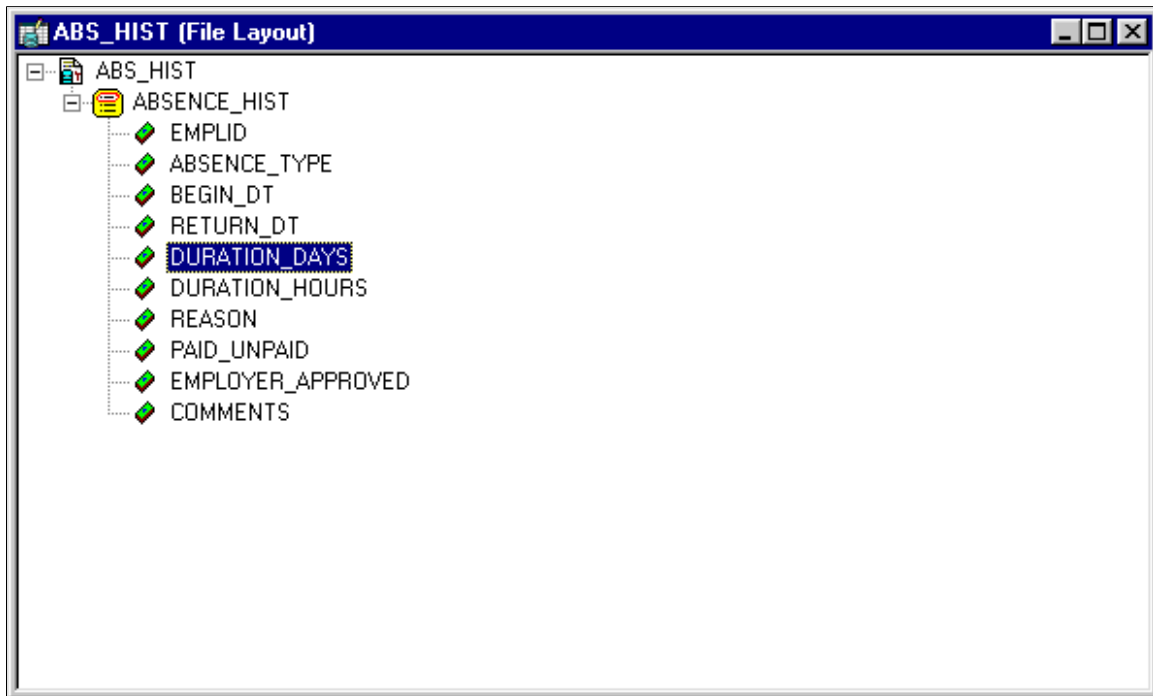 ABS_HIST (File Layout)
ABS_HIST
ABSENCE_HIST
EMPLID
ABSENCE_TYPE
BEGIN_DT
RETURN_DT
DURATION_DAYS
DURATION_HOURS
REASON
PAID_UNPAID
EMPLOYER_APPROVED
COMMENTS